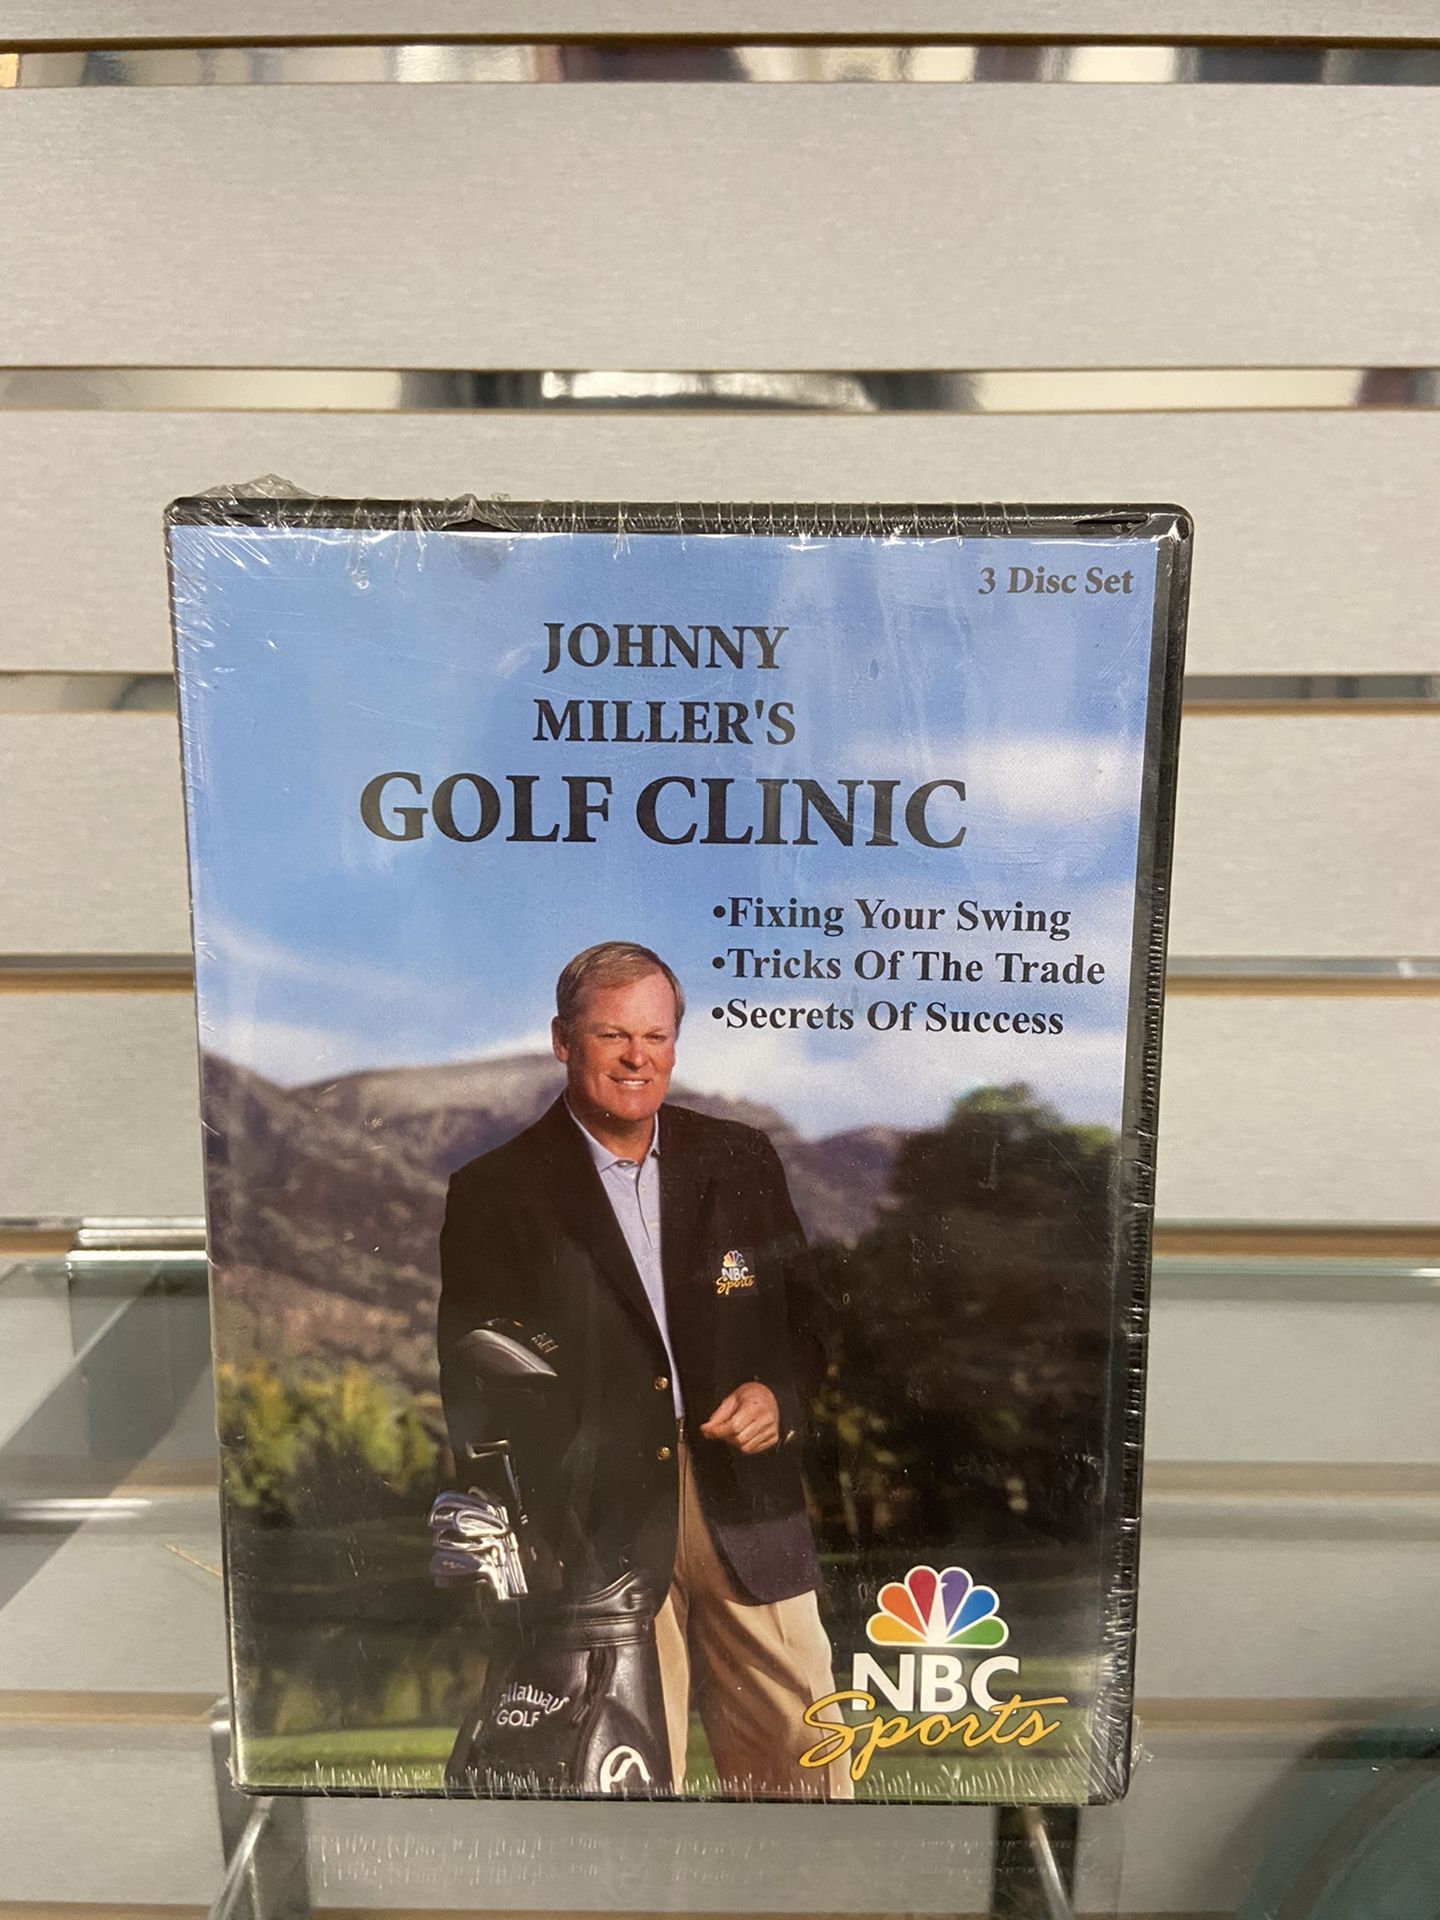 3 Disc Set
JOHNNY
MILLER'S
GOLF CLINIC
•Fixing Your Swing
•Tricks Of The Trade
•Secrets Of Success
NBC
Sports
GOLF
NBC
Sports